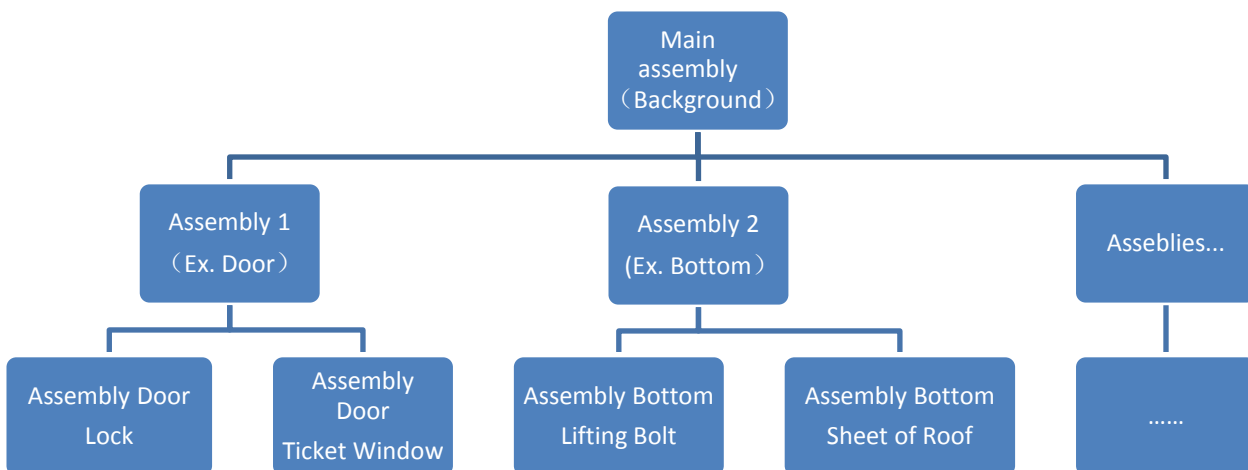 Main
assembly
（Background）
Assembly 1
（Ex. Door）
Assembly 2
(Ex. Bottom）
Asseblies...
Assembly Door
Lock
Assembly
Door
Ticket Window
Assembly Bottom
Lifting Bolt
Assembly Bottom
Sheet of Roof
......